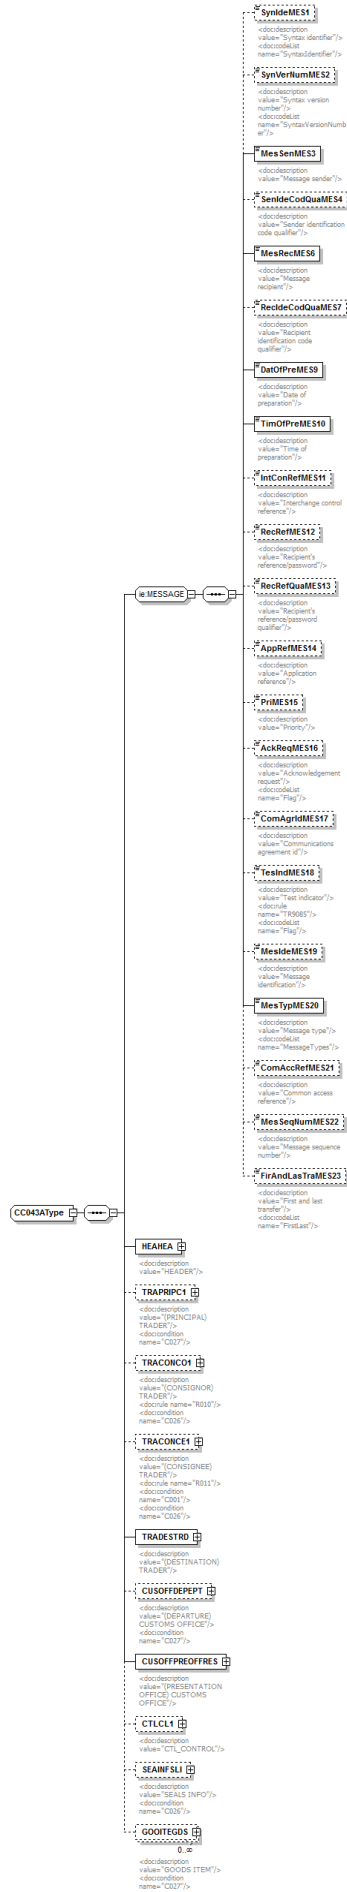 SynIdeMES1
<doc:description
value="Syntax identifier"/>
<doc:codeList
name="SyntaxIdentifier"/>
SynVerNumMES2
<doc:description
value="Syntax version
number"/>
<doc:codeList
name="SyntaxVersionNumb
er"/>
MesSenMES3
<doc:description
value="Message sender"/>
SenIdeCodQuaMES4
<doc:description
value="Sender identification
code qualifier"/>
MesRecMES6
<doc:description
value="Message
recipient"/>
RecIdeCodQuaMES7
<doc:description
value="Recipient
identification code
qualifier"/>
DatOfPreMES9
<doc:description
value="Date of
preparation"/>
TimOfPreMES10
<doc:description
value="Time of
preparation"/>
IntConRefMES11
<doc:description
value="Interchange control
reference"/>
RecRefMES12
<doc:description
value="Recipient's
reference/password"/>
RecRefQuaMES13
<doc:description
value="Recipient's
reference/password
qualifier"/>
ie:MESSAGE
AppRefMES14
<doc:description
value="Application
reference"/>
PriMES15
<doc:description
value="Priority"/>
AckReqMES16
<doc:description
value="Acknowledgement
request"/>
<doc:codeList
name="Flag"/>
ComAgrIdMES17
<doc:description
value="Communications
agreement id"/>
TesIndMES18
<doc:description
value="Test indicator"/>
<doc:rule
name="TR9085"/>
<doc:codeList
name="Flag"/>
MesIdeMES19
<doc:description
value="Message
identification"/>
MesTypMES20
<doc:description
value="Message type"/>
<doc:codeList
name="MessageTypes"/>
ComAccRefMES21
<doc:description
value="Common access
reference"/>
MesSeqNumMES22
<doc:description
value="Message sequence
number"/>
FirAndLasTraMES23
<doc:description
value="First and last
transfer"/>
<doc:codeList
name="FirstLast"/>
CC043AType
HEAHEA
<doc:description
value="HEADER"/>
TRAPRIPC1
<doc:description
value="(PRINCIPAL)
TRADER"/>
<doc:condition
name="C027"/>
TRACONCO1
<doc:description
value="(CONSIGNOR)
TRADER"/>
<doc:rule name="R010"/>
<doc:condition
name="C026"/>
TRACONCE1
<doc:description
value="(CONSIGNEE)
TRADER"/>
<doc:rule name="R011"/>
<doc:condition
name="C001"/>
<doc:condition
name="C026"/>
TRADESTRD
<doc:description
value="(DESTINATION)
TRADER"/>
CUSOFFDEPEPT
<doc:description
value="(DEPARTURE)
CUSTOMS OFFICE"/>
<doc:condition
name="C027"/>
CUSOFFPREOFFRES
<doc:description
value="(PRESENTATION
OFFICE) CUSTOMS
OFFICE"/>
CTLCL1
<doc:description
value="CTL_CONTROL"/>
SEAINFSLI
<doc:description
value="SEALS INFO"/>
<doc:condition
name="C026"/>
GOOITEGDS
0..∞
<doc:description
value="GOODS ITEM"/>
<doc:condition
name="C027"/>